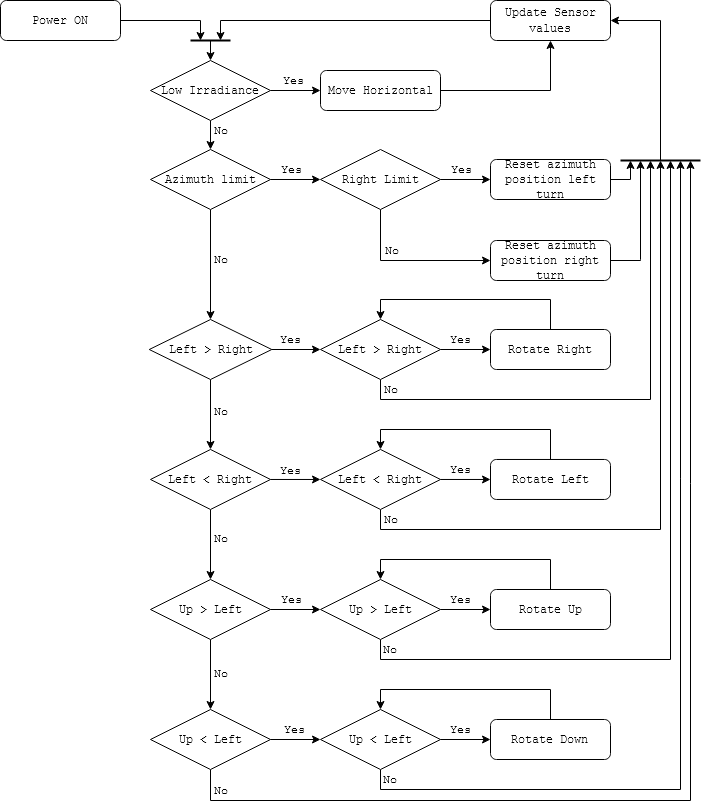 Power ON
Update Sensor
values
Low Irradiance
Yes
Move Horizontal
No
Azimuth limit
Yes
Right Limit
Yes
Reset azimuth
position left
turn
No
No
Reset azimuth
position right
turn
Left > Right
Yes
Left > Right
Yes
Rotate Right
No
No
Left < Right
Yes
Left < Right
Yes
Rotate Left
No
No
Up > Left
Yes
Up > Left
Yes
Rotate Up
No
No
Up < Left
Yes
Up < Left
Yes
Rotate Down
No
No